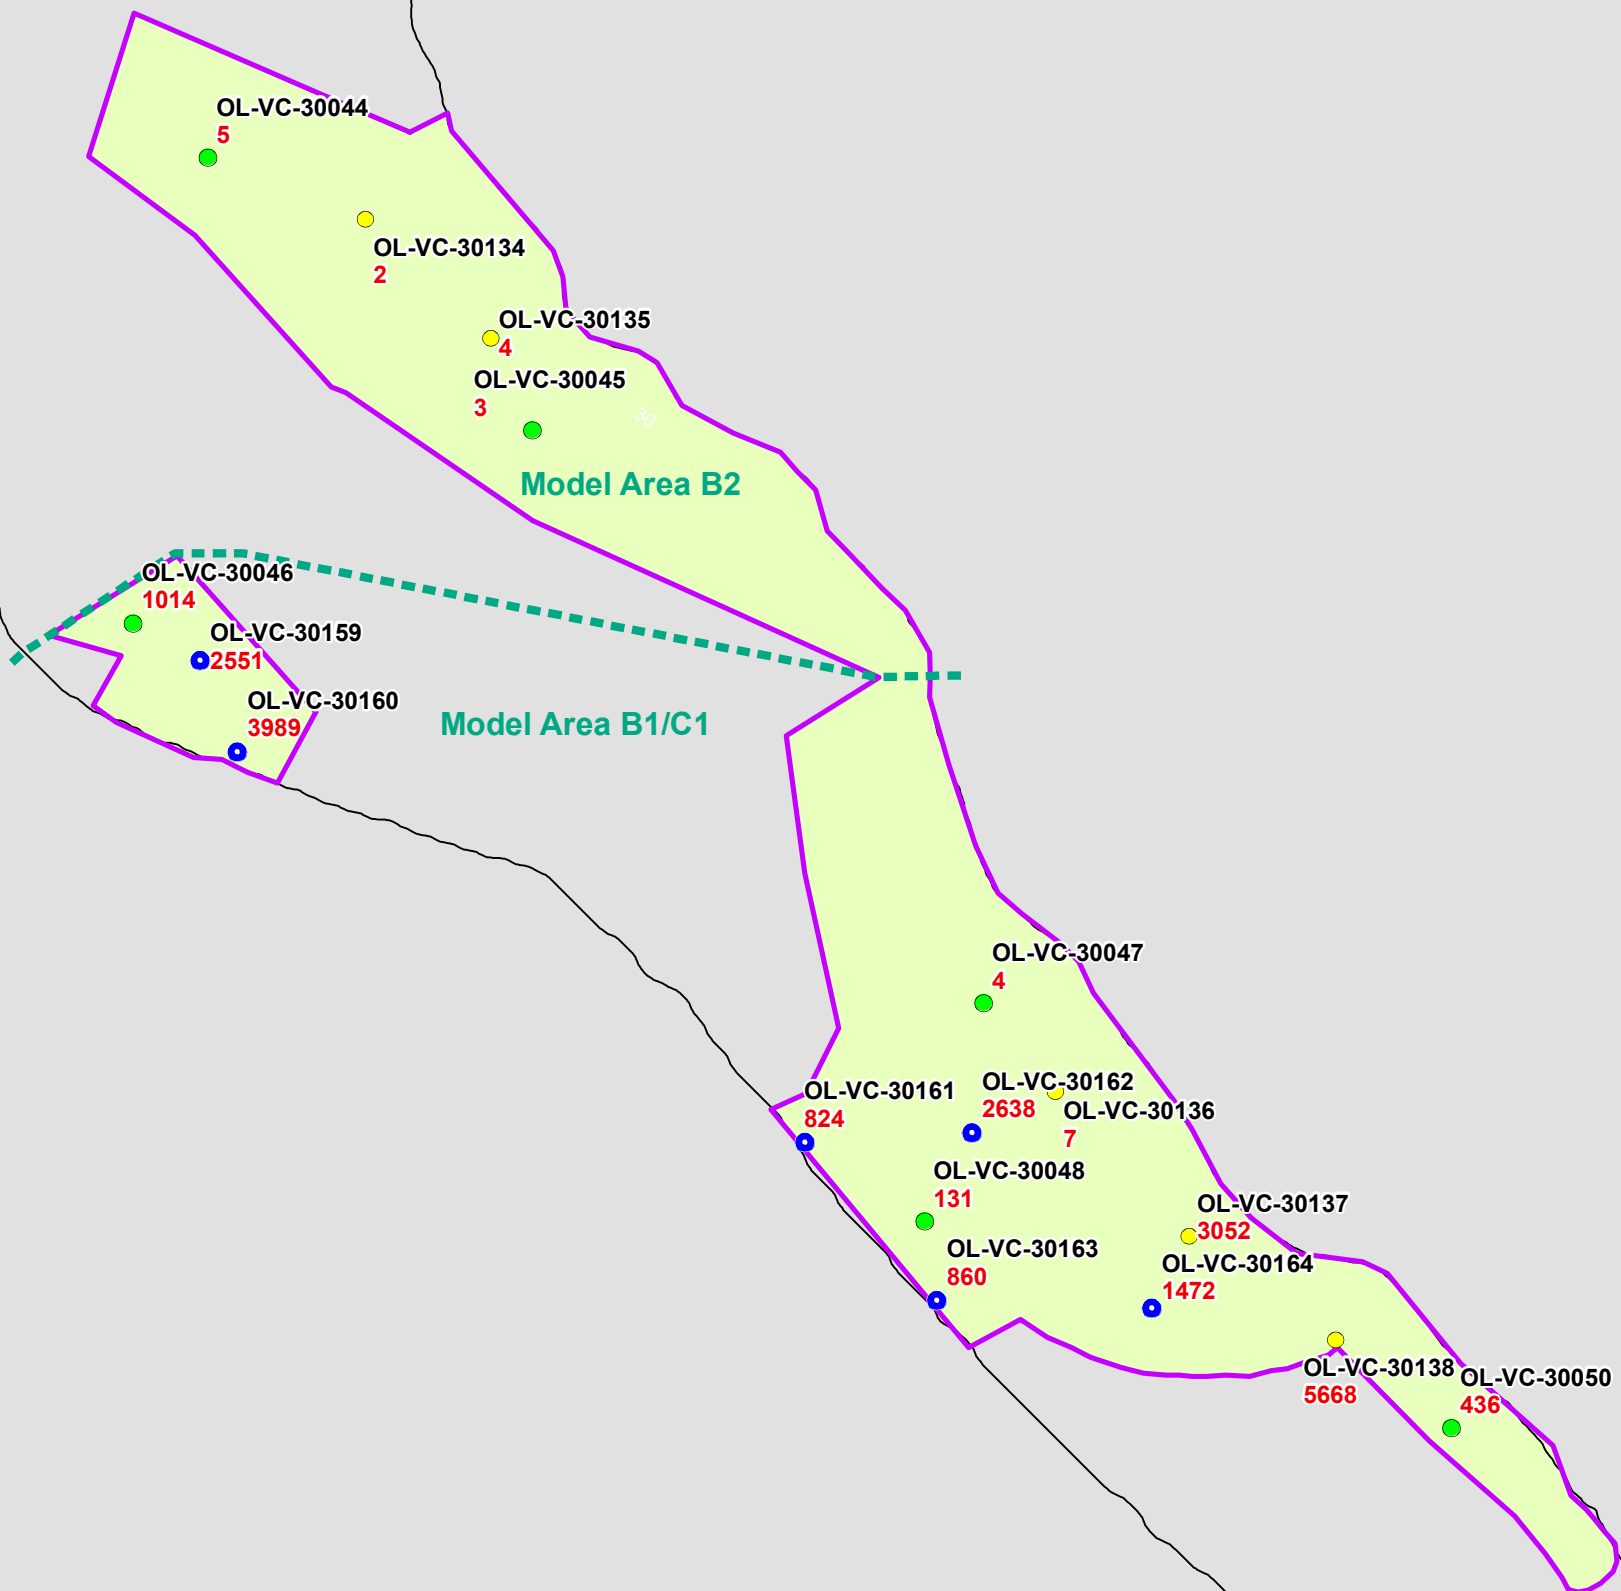 OL-VC-30044
5
OL-VC-30134
2
OL-VC-30135
4
OL-VC-30045
3
30
Model Area B2
OL-VC-30046
1014
OL-VC-30159
2551
OL-VC-30160
3989
Model Area B1/C1
OL-VC-30047
4
OL-VC-30162
2638
OL-VC-30161
824
OL-VC-30136
7
OL-VC-30048
131
OL-VC-30137
3052
OL-VC-30163
860
OL-VC-30164
1472
OL-VC-30138
5668
OL-VC-30050
436